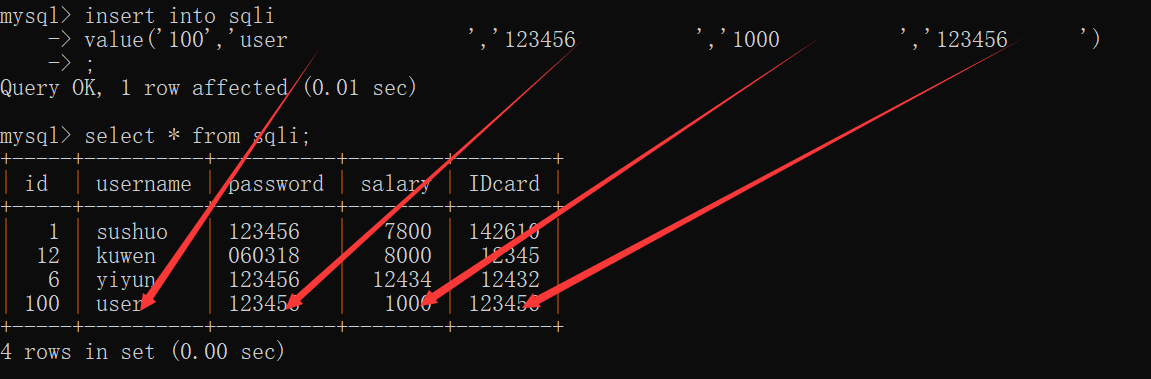 mysql> insert into sqli
    -> value('100','user                 ','123456          ','1000          ','123456      ')
    -> ;
Query OK, 1 row affected (0.01 sec)
mysql> select * from sqli;
+-----+----------+----------+--------+--------+
| id  | username | password | salary | IDcard |
+-----+----------+----------+--------+--------+
|   1 | sushuo   | 123456   |   7800 | 142610 |
|  12 | kuwen    | 060318   |   8000 |  12345 |
|   6 | yiyun    | 123456   |  12434 |  12432 |
| 100 | user     | 123456   |   1000 | 123456 |
+-----+----------+----------+--------+--------+
4 rows in set (0.00 sec)